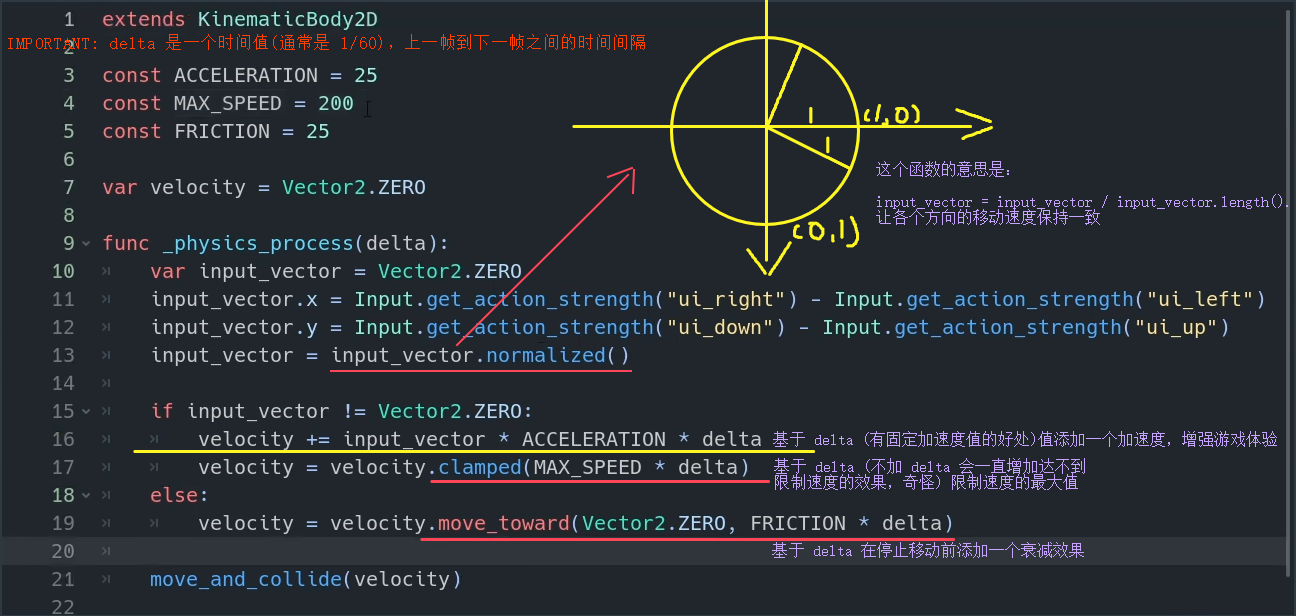 1 extends KinematicBody2D
2
IMPORTANT: delta 是一个时间值(通常是 1/60), 上一帧到下一帧之间的时间间隔
3 const ACCELERATION = 25
4 const MAX_SPEED = 200
5 const FRICTION = 25
6
7 var velocity = Vector2.ZERO
8
9 func _physics_process(delta):
10 var input_vector = Vector2.ZERO
11 input_vector.x = Input.get_action_strength("ui_right") - Input.get_action_strength("ui_left")
12 input_vector.y = Input.get_action_strength("ui_down") - Input.get_action_strength("ui_up")
13 input_vector = input_vector.normalized()
14
15 if input_vector != Vector2.ZERO:
16 velocity += input_vector * ACCELERATION * delta
17 velocity = velocity.clamped(MAX_SPEED * delta)
18 else:
19 velocity = velocity.move_toward(Vector2.ZERO, FRICTION * delta)
20
21 move_and_collide(velocity)
22
1
(1,0)
1
(0,1)
这个函数的意思是:
input_vector = input_vector / input_vector.length().
让各个方向的移动速度保持一致
基于 delta (有固定加速度值的好处)值添加一个加速度, 增强游戏体验
基于 delta (不加 delta 会一直增加达不到
限制速度的效果, 奇怪) 限制速度的最大值
基于 delta 在停止移动前添加一个衰减效果